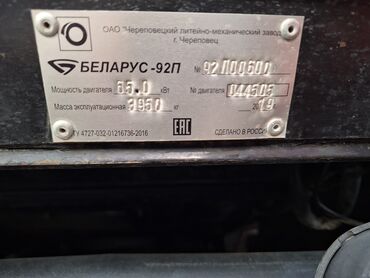 ОАО "Череповецкий литейно-механический завод"
г. Череповец
БЕЛАРУС -92П № 92П00600
Мощность двигателя 65.0 кВт № двигателя 044505
Масса эксплуатационная 3950 кг 2019
ТУ 4727-032-01216736-2016 ЕАС СДЕЛАНО В РОССИИ